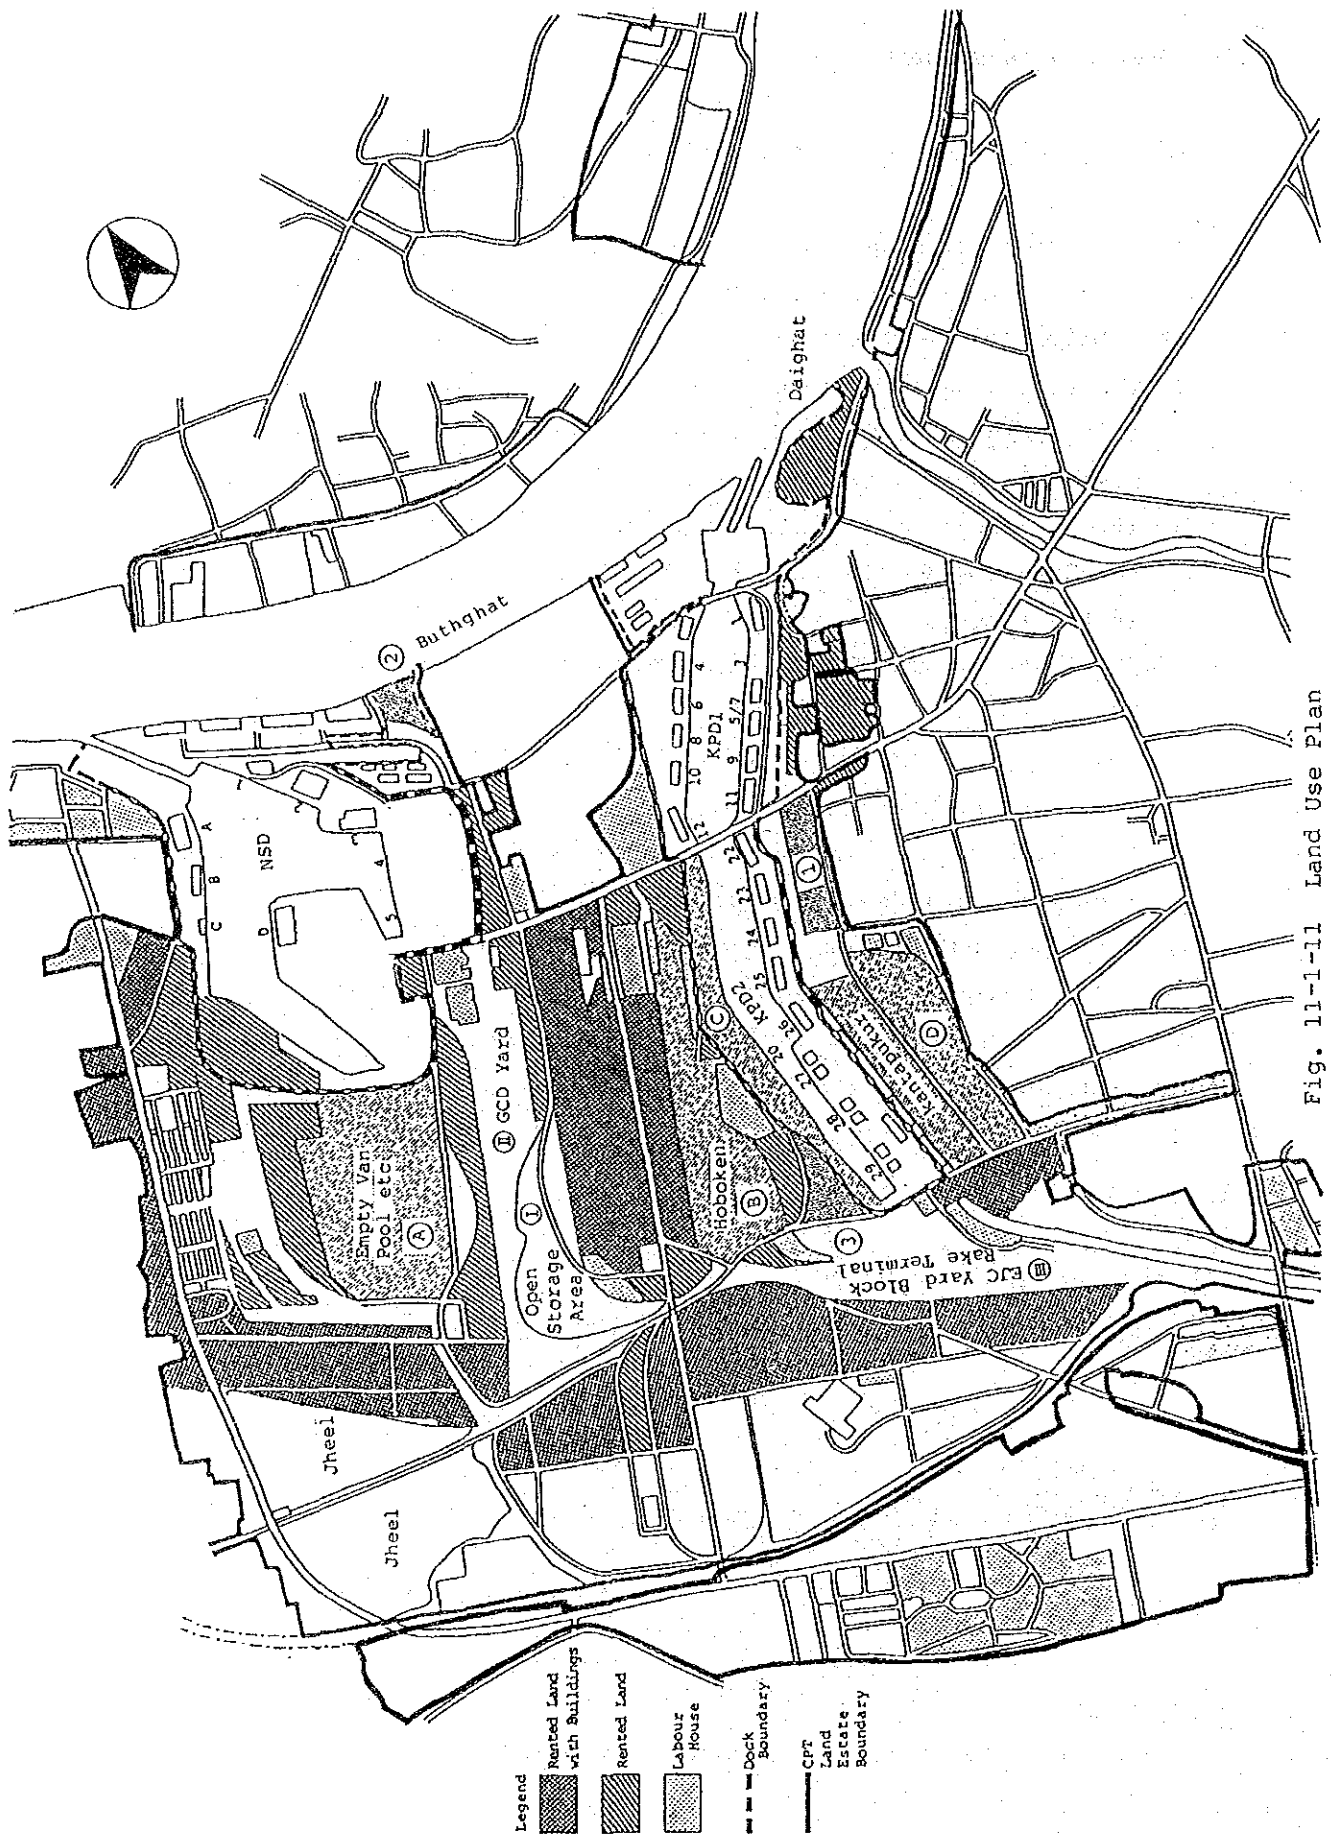 Daighat
② Buthghat
1
3
5/7
9
11
4
6
8
10
12
KPD1
NSD
A
B
C
D
4
5
22
23
24
25
26
27
28
29
20
KPD2
①
Kantapukur
Ⓓ
Ⓒ
Hoboken
Ⓑ
Ⅱ GCD Yard
Ⅰ
Open
Storage
Area
Empty Van
Pool etc.
Ⓐ
③
Ⅲ EJC Yard Block
Rake Terminal
Jheel
Jheel
Legend
Rented Land
with Buildings
Rented Land
Labour
House
Dock
Boundary
CPT
Land
Estate
Boundary
Fig. 11-1-11 Land Use Plan